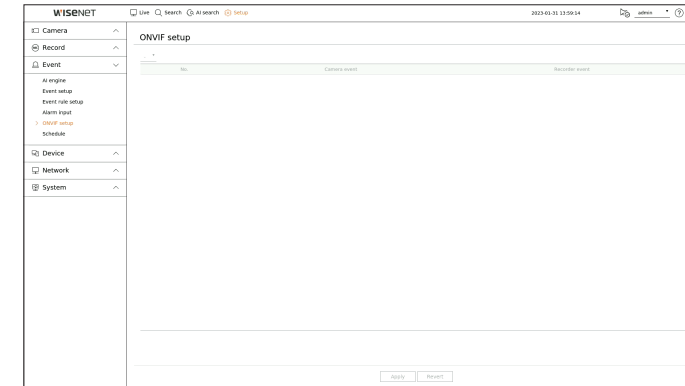 WISENET
Live Search AI search Setup
2023-01-31 13:59:14
admin
Camera
Record
Event
AI engine
Event setup
Event rule setup
Alarm input
ONVIF setup
Schedule
Device
Network
System
ONVIF setup
No. Camera event Recorder event
Apply Revert